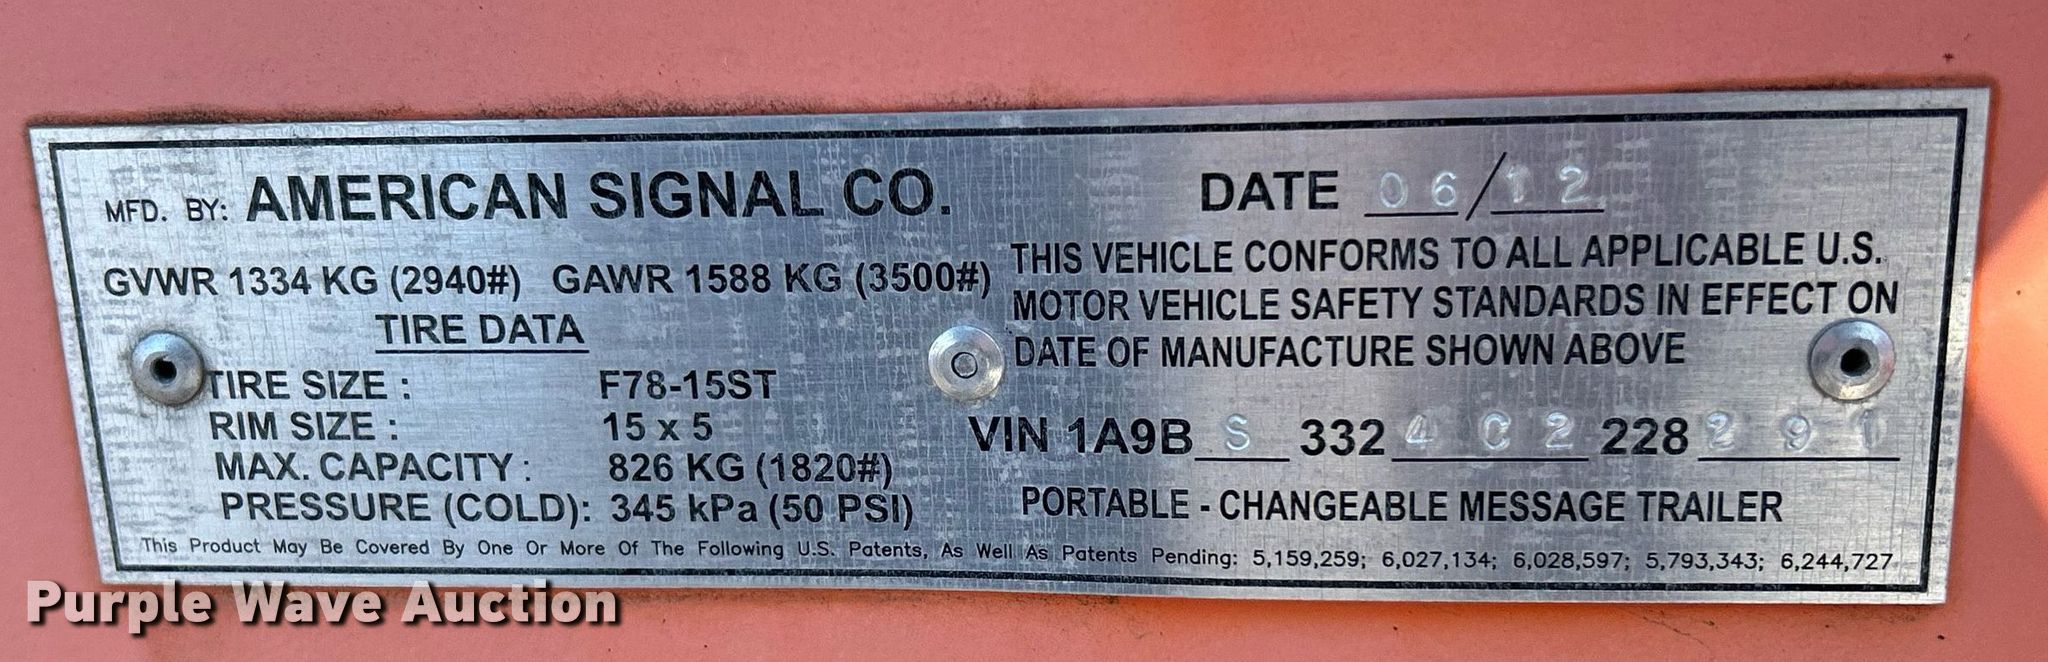 MFD. BY: AMERICAN SIGNAL CO.
GVWR 1334 KG (2940#) GAWR 1588 KG (3500#)
TIRE DATA
TIRE SIZE : F78-15ST
RIM SIZE : 15 x 5
MAX. CAPACITY : 826 KG (1820#)
PRESSURE (COLD): 345 kPa (50 PSI)
DATE 06/12
THIS VEHICLE CONFORMS TO ALL APPLICABLE U.S.
MOTOR VEHICLE SAFETY STANDARDS IN EFFECT ON
DATE OF MANUFACTURE SHOWN ABOVE
VIN 1A9B S 332 4C2 228 291
PORTABLE - CHANGEABLE MESSAGE TRAILER
This Product May Be Covered By One Or More Of The Following U.S. Patents, As Well As Patents Pending: 5,159,259; 6,027,134; 6,028,597; 5,793,343; 6,244,727
Purple Wave Auction